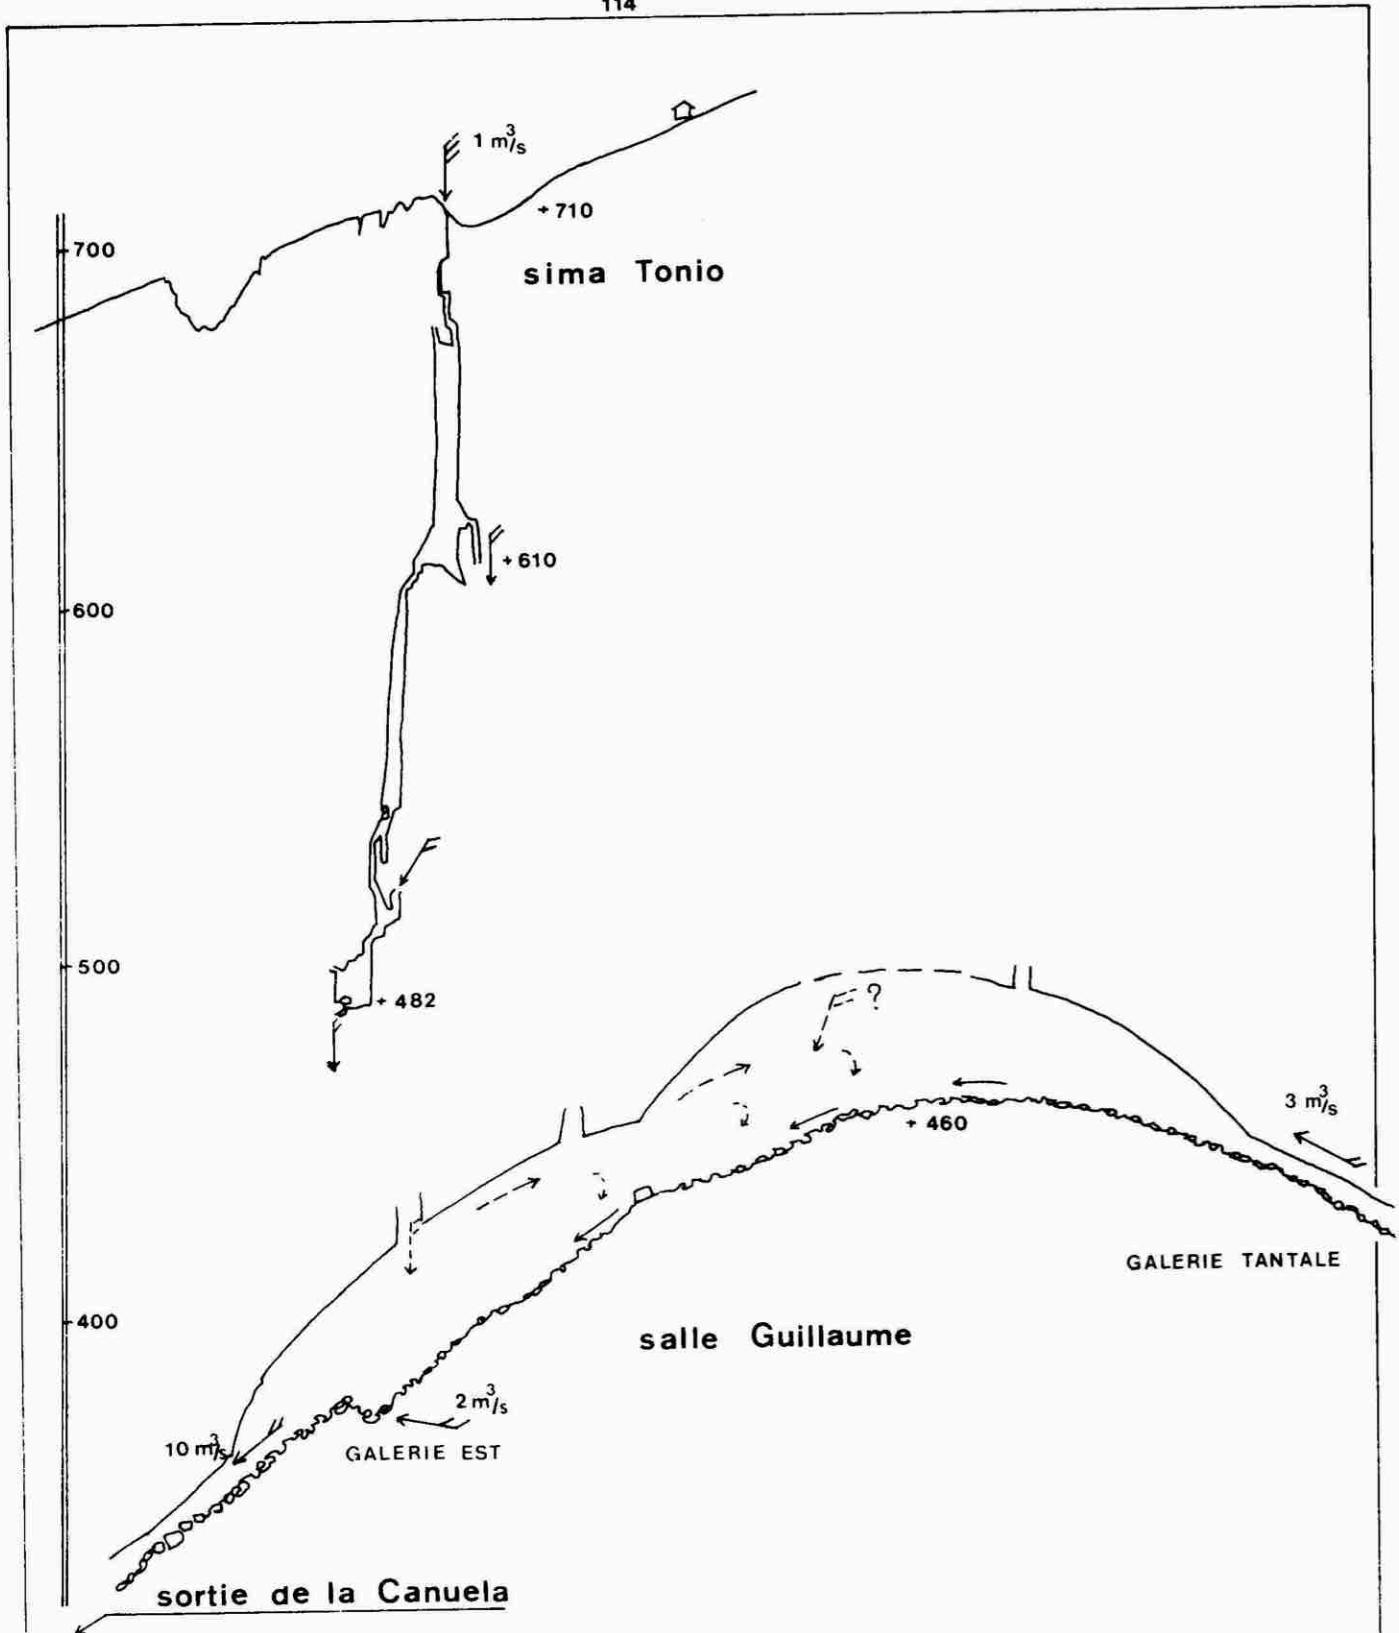 114
1 m³/s
+710
700
sima Tonio
+610
600
500
+482
?
3 m³/s
+460
GALERIE TANTALE
400
salle Guillaume
2 m³/s
10 m³/s
GALERIE EST
sortie de la Canuela